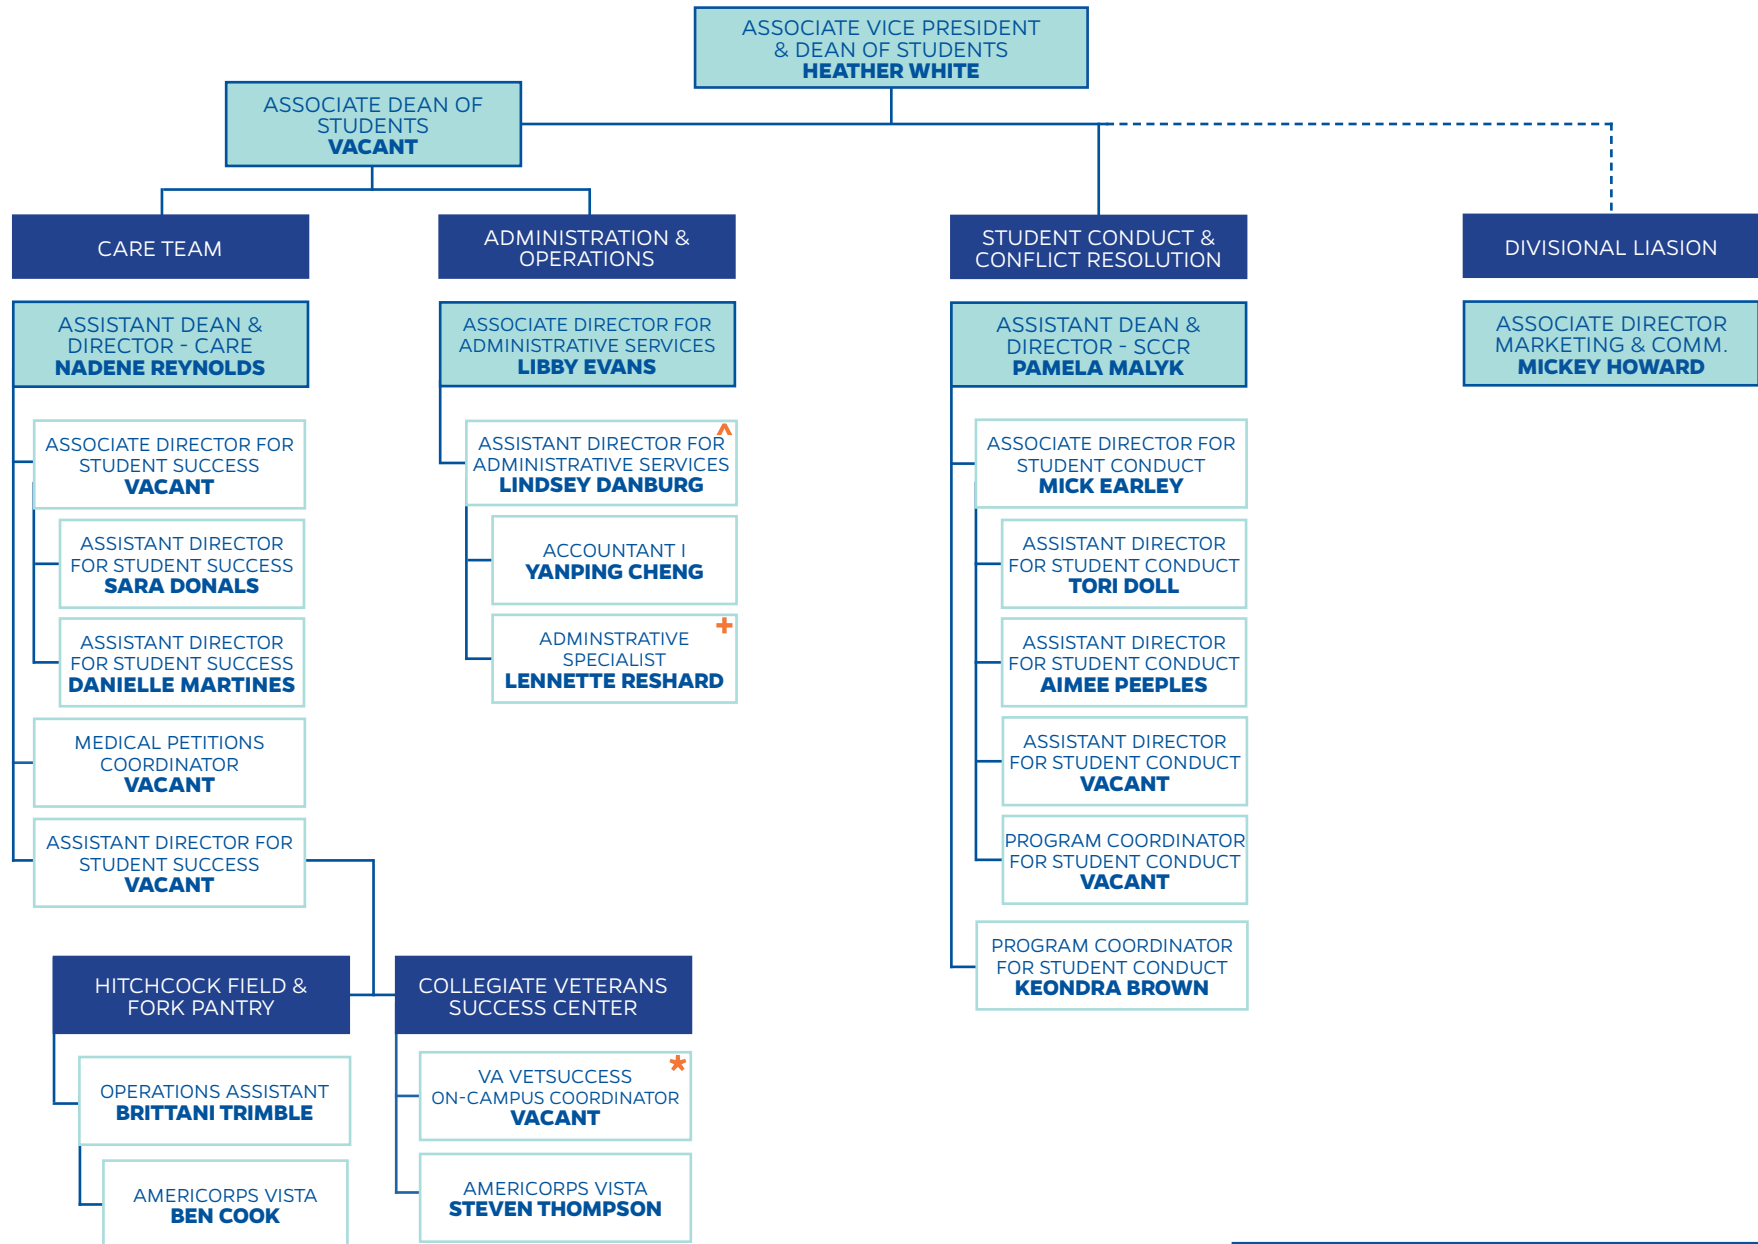 ASSOCIATE VICE PRESIDENT
& DEAN OF STUDENTS
HEATHER WHITE
ASSOCIATE DEAN OF
STUDENTS
VACANT
CARE TEAM
ASSISTANT DEAN &
DIRECTOR - CARE
NADENE REYNOLDS
ASSOCIATE DIRECTOR FOR
STUDENT SUCCESS
VACANT
ASSISTANT DIRECTOR
FOR STUDENT SUCCESS
SARA DONALS
ASSISTANT DIRECTOR
FOR STUDENT SUCCESS
DANIELLE MARTINES
MEDICAL PETITIONS
COORDINATOR
VACANT
ASSISTANT DIRECTOR FOR
STUDENT SUCCESS
VACANT
HITCHCOCK FIELD &
FORK PANTRY
OPERATIONS ASSISTANT
BRITTANI TRIMBLE
AMERICORPS VISTA
BEN COOK
COLLEGIATE VETERANS
SUCCESS CENTER
*
VA VETSUCCESS
ON-CAMPUS COORDINATOR
VACANT
AMERICORPS VISTA
STEVEN THOMPSON
ADMINISTRATION &
OPERATIONS
ASSOCIATE DIRECTOR FOR
ADMINISTRATIVE SERVICES
LIBBY EVANS
^
ASSISTANT DIRECTOR FOR
ADMINISTRATIVE SERVICES
LINDSEY DANBURG
ACCOUNTANT I
YANPING CHENG
+
ADMINSTRATIVE
SPECIALIST
LENNETTE RESHARD
STUDENT CONDUCT &
CONFLICT RESOLUTION
ASSISTANT DEAN &
DIRECTOR - SCCR
PAMELA MALYK
ASSOCIATE DIRECTOR FOR
STUDENT CONDUCT
MICK EARLEY
ASSISTANT DIRECTOR
FOR STUDENT CONDUCT
TORI DOLL
ASSISTANT DIRECTOR
FOR STUDENT CONDUCT
AIMEE PEEPLES
ASSISTANT DIRECTOR
FOR STUDENT CONDUCT
VACANT
PROGRAM COORDINATOR
FOR STUDENT CONDUCT
VACANT
PROGRAM COORDINATOR
FOR STUDENT CONDUCT
KEONDRA BROWN
DIVISIONAL LIASION
ASSOCIATE DIRECTOR
MARKETING & COMM.
MICKEY HOWARD